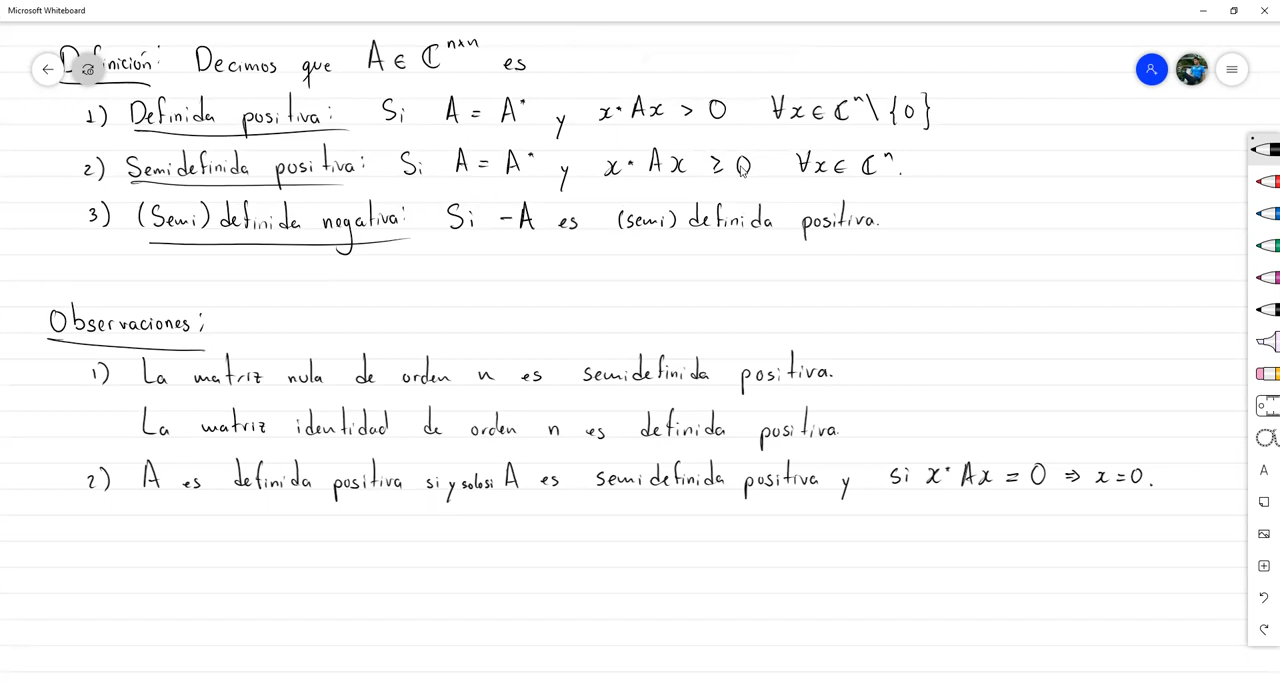 Microsoft Whiteboard
Definición: Decimos que A ∈ ℂⁿˣⁿ es
1) Definida positiva: Si A = A* y x*Ax > 0 ∀x ∈ ℂⁿ\{0}
2) Semidefinida positiva: Si A = A* y x*Ax ≥ 0 ∀x ∈ ℂⁿ.
3) (Semi) definida negativa: Si -A es (semi) definida positiva.
Observaciones:
1) La matriz nula de orden n es semidefinida positiva.
La matriz identidad de orden n es definida positiva.
2) A es definida positiva si y solo si A es semidefinida positiva y si x*Ax = 0 ⇒ x = 0.
A